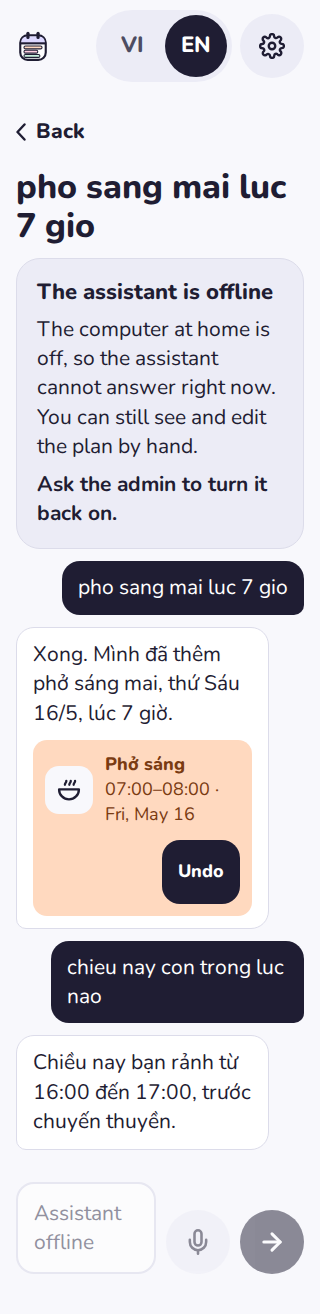 VI EN
Back
pho sang mai luc
7 gio
The assistant is offline
The computer at home is
off, so the assistant
cannot answer right now.
You can still see and edit
the plan by hand.
Ask the admin to turn it
back on.
pho sang mai luc 7 gio
Xong. Mình đã thêm
phở sáng mai, thứ Sáu
16/5, lúc 7 giờ.
Phở sáng
07:00–08:00 ·
Fri, May 16
Undo
chieu nay con trong luc
nao
Chiều nay bạn rảnh từ
16:00 đến 17:00, trước
chuyến thuyền.
Assistant
offline